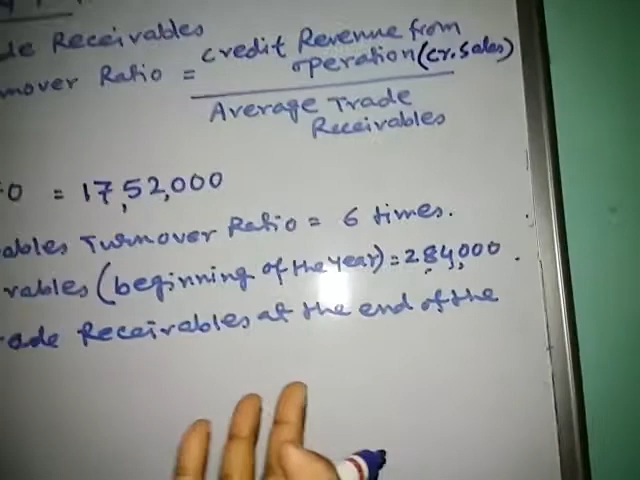 de Receivables
nover Ratio = Credit Revenue from
operation (Cr. Sales)
Average Trade
Receivables
FO = 17,52,000
ables Turnover Ratio = 6 times.
vables (beginning of the year) = 2,84,000.
ade Receivables at the end of the